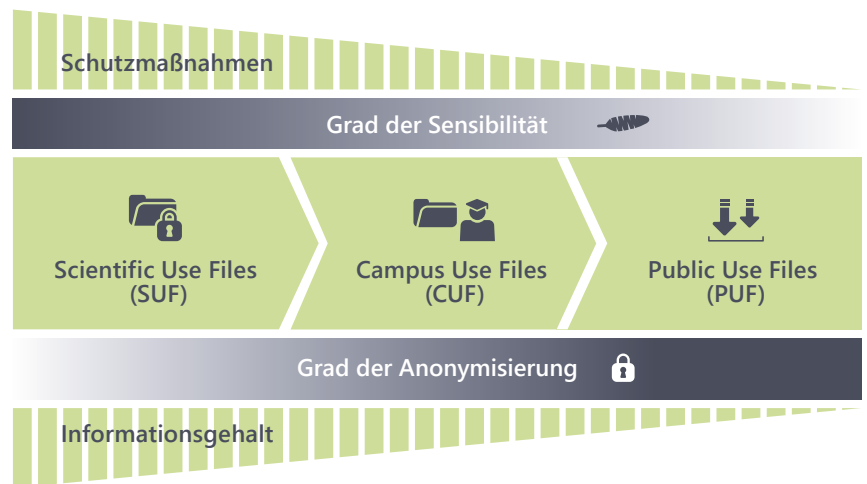 Schutzmaßnahmen
Grad der Sensibilität
Scientific Use Files
(SUF)
Campus Use Files
(CUF)
Public Use Files
(PUF)
Grad der Anonymisierung
Informationsgehalt